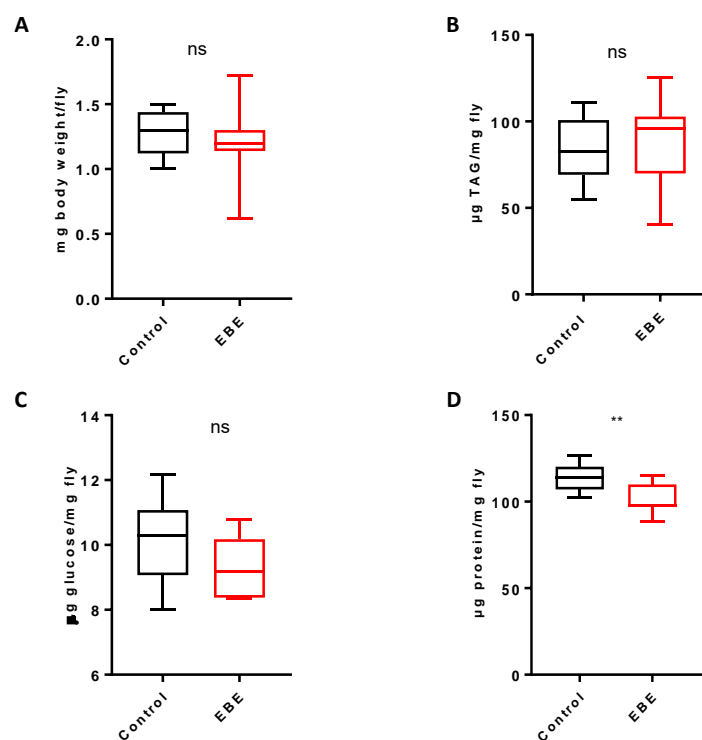 A
ns
mg body weight/fly
2.0
1.5
1.0
0.5
0.0
Control
EBE
B
ns
µg TAG/mg fly
150
100
50
0
Control
EBE
C
ns
µg glucose/mg fly
14
12
10
8
6
Control
EBE
D
**
µg protein/mg fly
150
100
50
0
Control
EBE